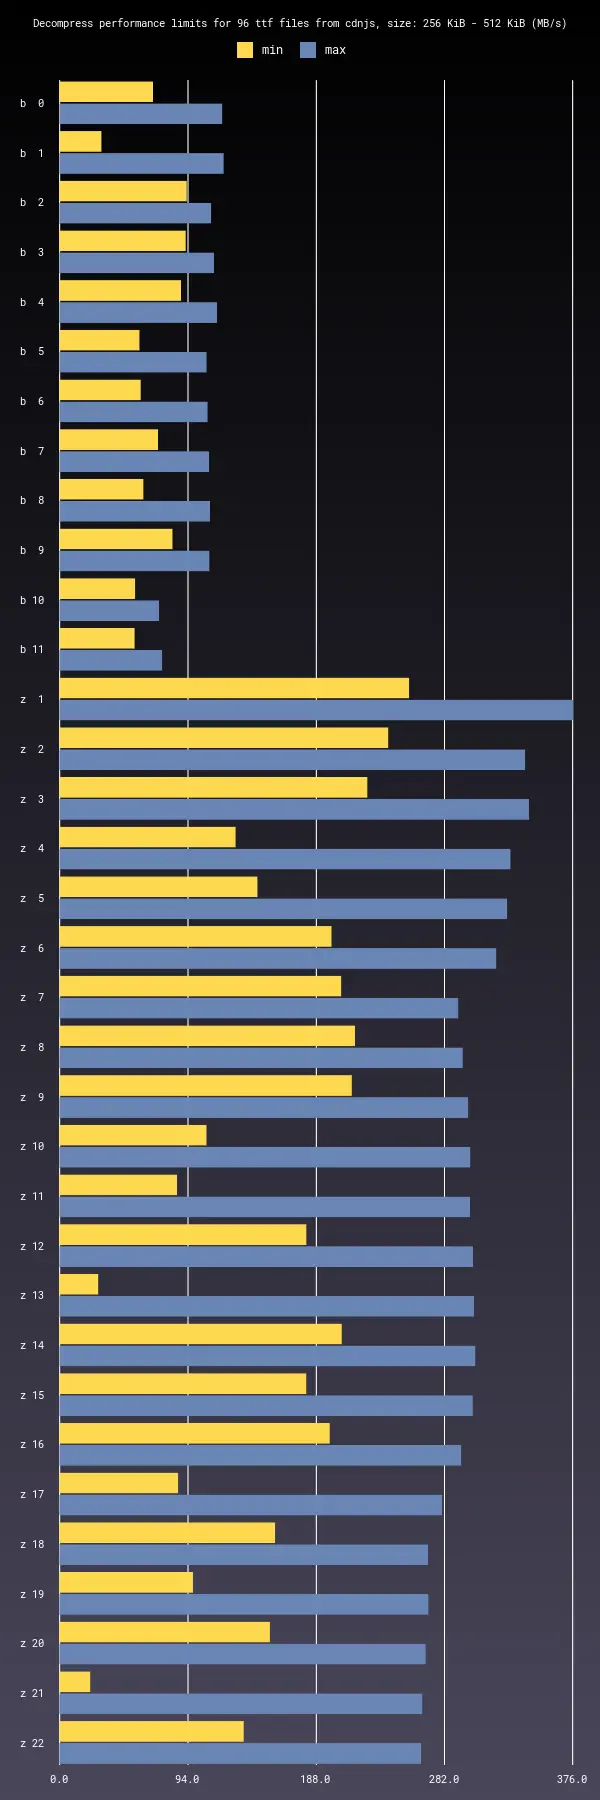 Decompress performance limits for 96 ttf files from cdnjs, size: 256 KiB - 512 KiB (MB/s)
min max
b 0
b 1
b 2
b 3
b 4
b 5
b 6
b 7
b 8
b 9
b 10
b 11
z 1
z 2
z 3
z 4
z 5
z 6
z 7
z 8
z 9
z 10
z 11
z 12
z 13
z 14
z 15
z 16
z 17
z 18
z 19
z 20
z 21
z 22
0.0 94.0 188.0 282.0 376.0